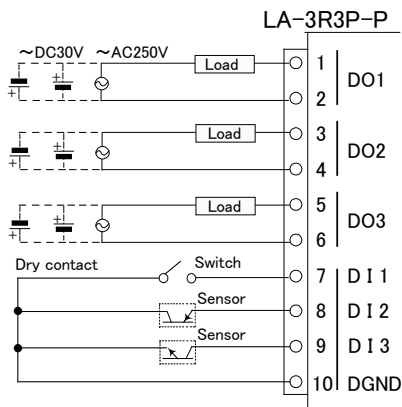 LA-3R3P-P
～DC30V ～AC250V
Load
1
DO1
2
Load
3
DO2
4
Load
5
DO3
6
Dry contact
Switch
7 DI1
Sensor
8 DI2
Sensor
9 DI3
10 DGND